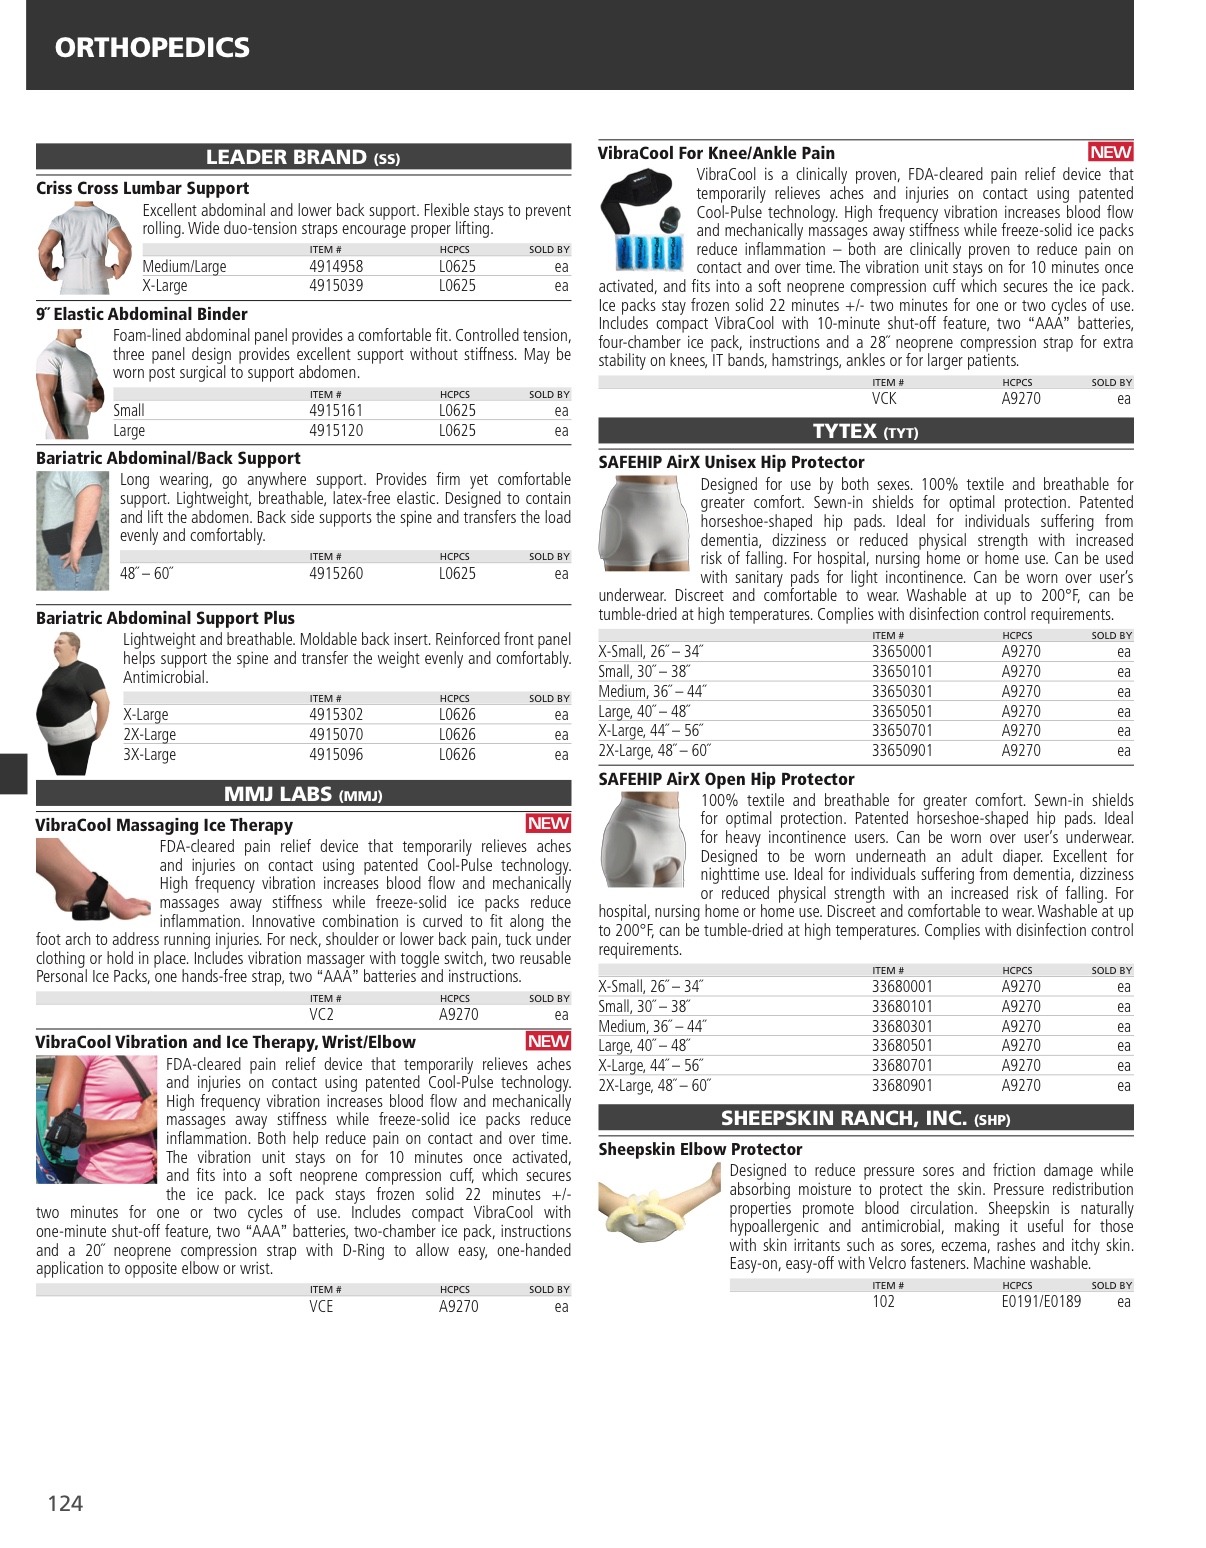 ORTHOPEDICS
LEADER BRAND (SS)
Criss Cross Lumbar Support
Excellent abdominal and lower back support. Flexible stays to prevent
rolling. Wide duo-tension straps encourage proper lifting.
ITEM # HCPCS SOLD BY
Medium/Large 4914958 L0625 ea
X-Large 4915039 L0625 ea
9˝ Elastic Abdominal Binder
Foam-lined abdominal panel provides a comfortable fit. Controlled tension,
three panel design provides excellent support without stiffness. May be
worn post surgical to support abdomen.
ITEM # HCPCS SOLD BY
Small 4915161 L0625 ea
Large 4915120 L0625 ea
Bariatric Abdominal/Back Support
Long wearing, go anywhere support. Provides firm yet comfortable
support. Lightweight, breathable, latex-free elastic. Designed to contain
and lift the abdomen. Back side supports the spine and transfers the load
evenly and comfortably.
ITEM # HCPCS SOLD BY
48˝ – 60˝ 4915260 L0625 ea
Bariatric Abdominal Support Plus
Lightweight and breathable. Moldable back insert. Reinforced front panel
helps support the spine and transfer the weight evenly and comfortably.
Antimicrobial.
ITEM # HCPCS SOLD BY
X-Large 4915302 L0626 ea
2X-Large 4915070 L0626 ea
3X-Large 4915096 L0626 ea
MMJ LABS (MMJ)
VibraCool Massaging Ice Therapy NEW
FDA-cleared pain relief device that temporarily relieves aches
and injuries on contact using patented Cool-Pulse technology.
High frequency vibration increases blood flow and mechanically
massages away stiffness while freeze-solid ice packs reduce
inflammation. Innovative combination is curved to fit along the
foot arch to address running injuries. For neck, shoulder or lower back pain, tuck under
clothing or hold in place. Includes vibration massager with toggle switch, two reusable
Personal Ice Packs, one hands-free strap, two “AAA” batteries and instructions.
ITEM # HCPCS SOLD BY
VC2 A9270 ea
VibraCool Vibration and Ice Therapy, Wrist/Elbow NEW
FDA-cleared pain relief device that temporarily relieves aches
and injuries on contact using patented Cool-Pulse technology.
High frequency vibration increases blood flow and mechanically
massages away stiffness while freeze-solid ice packs reduce
inflammation. Both help reduce pain on contact and over time.
The vibration unit stays on for 10 minutes once activated,
and fits into a soft neoprene compression cuff, which secures
the ice pack. Ice pack stays frozen solid 22 minutes +/-
two minutes for one or two cycles of use. Includes compact VibraCool with
one-minute shut-off feature, two “AAA” batteries, two-chamber ice pack, instructions
and a 20˝ neoprene compression strap with D-Ring to allow easy, one-handed
application to opposite elbow or wrist.
ITEM # HCPCS SOLD BY
VCE A9270 ea
VibraCool For Knee/Ankle Pain NEW
VibraCool is a clinically proven, FDA-cleared pain relief device that
temporarily relieves aches and injuries on contact using patented
Cool-Pulse technology. High frequency vibration increases blood flow
and mechanically massages away stiffness while freeze-solid ice packs
reduce inflammation – both are clinically proven to reduce pain on
contact and over time. The vibration unit stays on for 10 minutes once
activated, and fits into a soft neoprene compression cuff which secures the ice pack.
Ice packs stay frozen solid 22 minutes +/- two minutes for one or two cycles of use.
Includes compact VibraCool with 10-minute shut-off feature, two “AAA” batteries,
four-chamber ice pack, instructions and a 28˝ neoprene compression strap for extra
stability on knees, IT bands, hamstrings, ankles or for larger patients.
ITEM # HCPCS SOLD BY
VCK A9270 ea
TYTEX (TYT)
SAFEHIP AirX Unisex Hip Protector
Designed for use by both sexes. 100% textile and breathable for
greater comfort. Sewn-in shields for optimal protection. Patented
horseshoe-shaped hip pads. Ideal for individuals suffering from
dementia, dizziness or reduced physical strength with increased
risk of falling. For hospital, nursing home or home use. Can be used
with sanitary pads for light incontinence. Can be worn over user’s
underwear. Discreet and comfortable to wear. Washable at up to 200°F, can be
tumble-dried at high temperatures. Complies with disinfection control requirements.
ITEM # HCPCS SOLD BY
X-Small, 26˝ – 34˝ 33650001 A9270 ea
Small, 30˝ – 38˝ 33650101 A9270 ea
Medium, 36˝ – 44˝ 33650301 A9270 ea
Large, 40˝ – 48˝ 33650501 A9270 ea
X-Large, 44˝ – 56˝ 33650701 A9270 ea
2X-Large, 48˝ – 60˝ 33650901 A9270 ea
SAFEHIP AirX Open Hip Protector
100% textile and breathable for greater comfort. Sewn-in shields
for optimal protection. Patented horseshoe-shaped hip pads. Ideal
for heavy incontinence users. Can be worn over user’s underwear.
Designed to be worn underneath an adult diaper. Excellent for
nighttime use. Ideal for individuals suffering from dementia, dizziness
or reduced physical strength with an increased risk of falling. For
hospital, nursing home or home use. Discreet and comfortable to wear. Washable at up
to 200°F, can be tumble-dried at high temperatures. Complies with disinfection control
requirements.
ITEM # HCPCS SOLD BY
X-Small, 26˝ – 34˝ 33680001 A9270 ea
Small, 30˝ – 38˝ 33680101 A9270 ea
Medium, 36˝ – 44˝ 33680301 A9270 ea
Large, 40˝ – 48˝ 33680501 A9270 ea
X-Large, 44˝ – 56˝ 33680701 A9270 ea
2X-Large, 48˝ – 60˝ 33680901 A9270 ea
SHEEPSKIN RANCH, INC. (SHP)
Sheepskin Elbow Protector
Designed to reduce pressure sores and friction damage while
absorbing moisture to protect the skin. Pressure redistribution
properties promote blood circulation. Sheepskin is naturally
hypoallergenic and antimicrobial, making it useful for those
with skin irritants such as sores, eczema, rashes and itchy skin.
Easy-on, easy-off with Velcro fasteners. Machine washable.
ITEM # HCPCS SOLD BY
102 E0191/E0189 ea
124